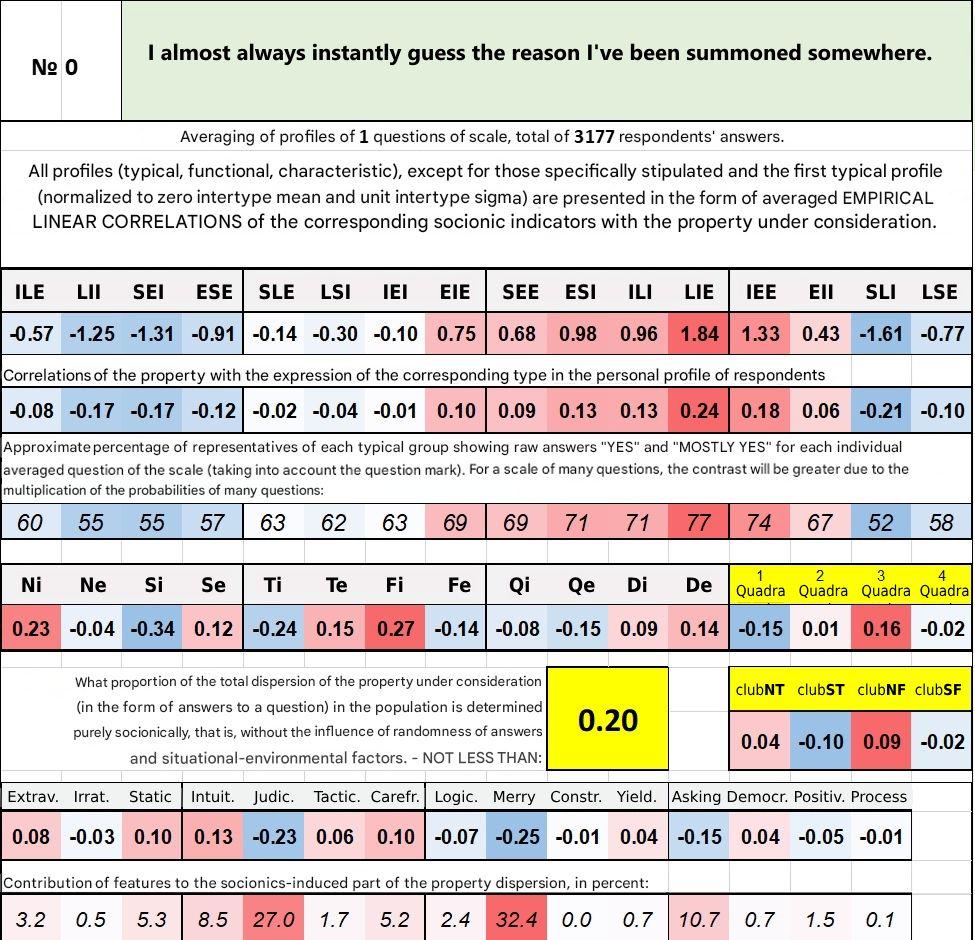 № 0
I almost always instantly guess the reason I've been summoned somewhere.
Averaging of profiles of 1 questions of scale, total of 3177 respondents' answers.
All profiles (typical, functional, characteristic), except for those specifically stipulated and the first typical profile
(normalized to zero intertype mean and unit intertype sigma) are presented in the form of averaged EMPIRICAL
LINEAR CORRELATIONS of the corresponding socionic indicators with the property under consideration.
ILE LII SEI ESE SLE LSI IEI EIE SEE ESI ILI LIE IEE EII SLI LSE
-0.57 -1.25 -1.31 -0.91 -0.14 -0.30 -0.10 0.75 0.68 0.98 0.96 1.84 1.33 0.43 -1.61 -0.77
Correlations of the property with the expression of the corresponding type in the personal profile of respondents
-0.08 -0.17 -0.17 -0.12 -0.02 -0.04 -0.01 0.10 0.09 0.13 0.13 0.24 0.18 0.06 -0.21 -0.10
Approximate percentage of representatives of each typical group showing raw answers "YES" and "MOSTLY YES" for each individual
averaged question of the scale (taking into account the question mark). For a scale of many questions, the contrast will be greater due to the
multiplication of the probabilities of many questions:
60 55 55 57 63 62 63 69 69 71 71 77 74 67 52 58
Ni Ne Si Se Ti Te Fi Fe Qi Qe Di De 1 2 3 4
Quadra Quadra Quadra Quadra
0.23 -0.04 -0.34 0.12 -0.24 0.15 0.27 -0.14 -0.08 -0.15 0.09 0.14 -0.15 0.01 0.16 -0.02
What proportion of the total dispersion of the property under consideration
(in the form of answers to a question) in the population is determined
purely socionically, that is, without the influence of randomness of answers
and situational-environmental factors. - NOT LESS THAN:
0.20
clubNT clubST clubNF clubSF
0.04 -0.10 0.09 -0.02
Extrav. Irrat. Static Intuit. Judic. Tactic. Carefr. Logic. Merry Constr. Yield. Asking Democr. Positiv. Process
0.08 -0.03 0.10 0.13 -0.23 0.06 0.10 -0.07 -0.25 -0.01 0.04 -0.15 0.04 -0.05 -0.01
Contribution of features to the socionics-induced part of the property dispersion, in percent:
3.2 0.5 5.3 8.5 27.0 1.7 5.2 2.4 32.4 0.0 0.7 10.7 0.7 1.5 0.1